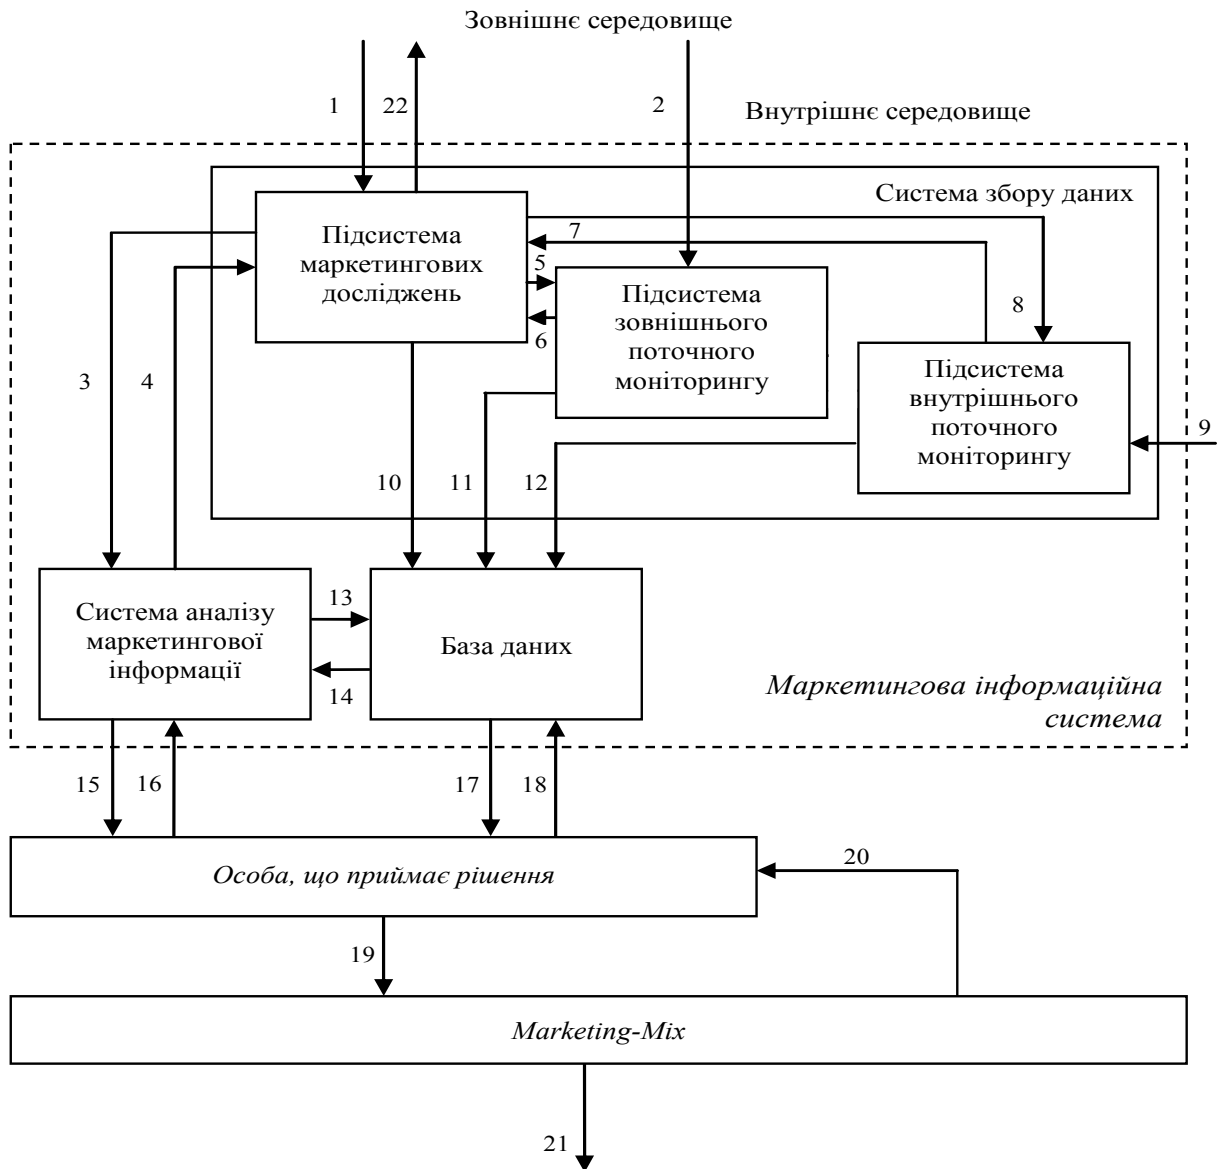 Зовнішнє середовище
1
22
2
Внутрішнє середовище
Система збору даних
Підсистема
маркетингових
досліджень
7
5
6
Підсистема
зовнішнього
поточного
моніторингу
8
Підсистема
внутрішнього
поточного
моніторингу
9
3
4
10
11
12
Система аналізу
маркетингової
інформації
13
14
База даних
Маркетингова інформаційна
система
15
16
17
18
Особа, що приймає рішення
20
19
Marketing-Mix
21